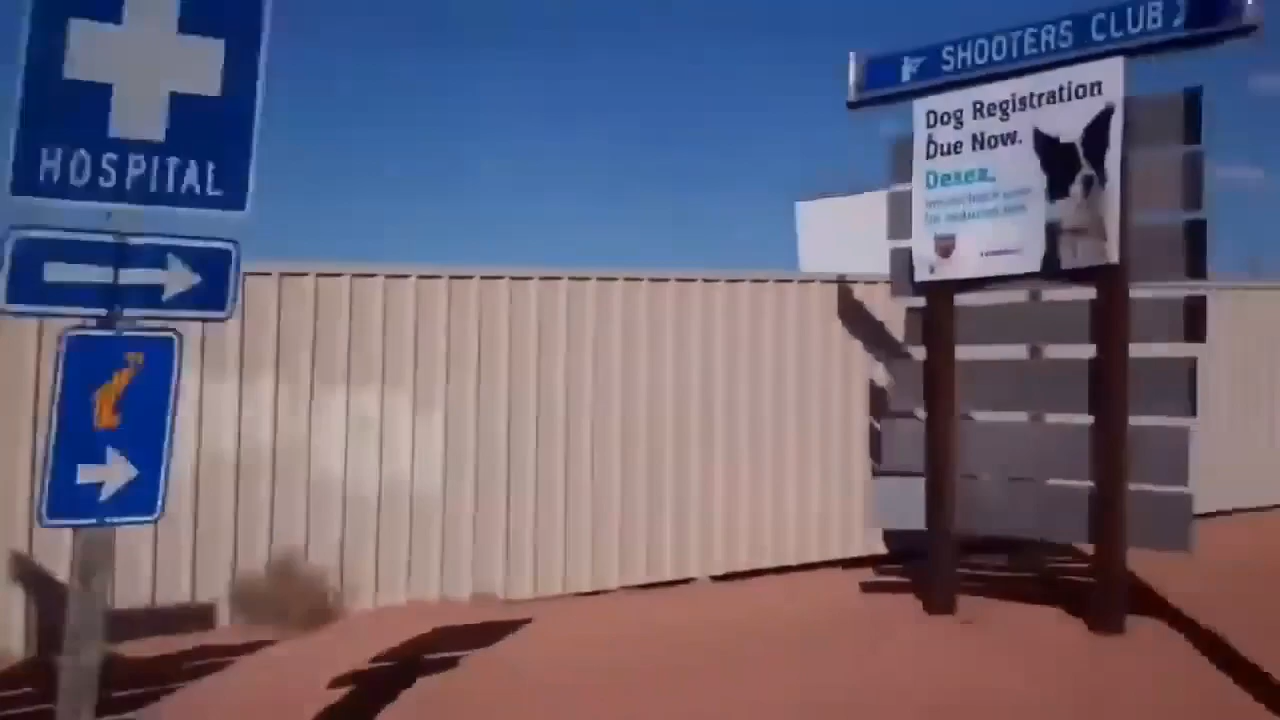 HOSPITAL
SHOOTERS CLUB
Dog Registration
Due Now.
Desex,